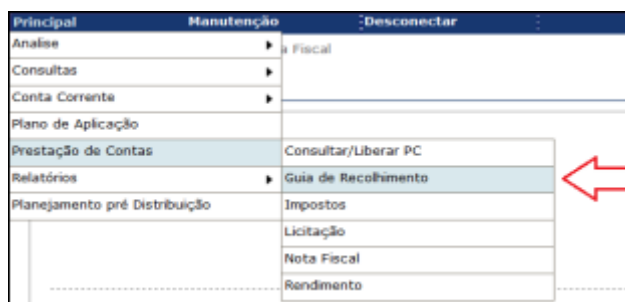 Principal Manutenção Desconectar
Analise
a Fiscal
Consultas
Conta Corrente
Plano de Aplicação
Prestação de Contas
Relatórios
Planejamento pré Distribuição
Consultar/Liberar PC
Guia de Recolhimento
Impostos
Licitação
Nota Fiscal
Rendimento